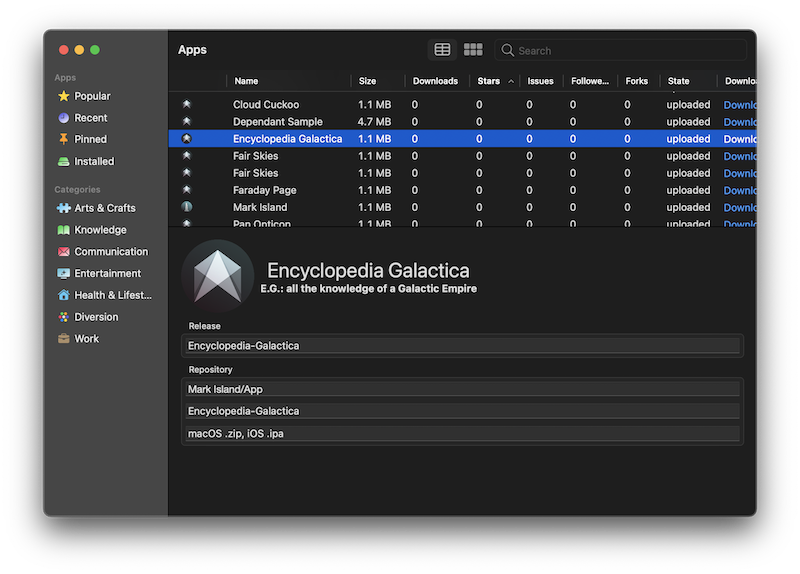 Apps
Search
Apps
Popular
Recent
Pinned
Installed
Categories
Arts & Crafts
Knowledge
Communication
Entertainment
Health & Lifest...
Diversion
Work
Name Size Downloads Stars Issues Followe... Forks State Downlo
Cloud Cuckoo 1.1 MB 0 0 0 0 0 uploaded Downlo
Dependant Sample 4.7 MB 0 0 0 0 0 uploaded Downlo
Encyclopedia Galactica 1.1 MB 0 0 0 0 0 uploaded Downlo
Fair Skies 1.1 MB 0 0 0 0 0 uploaded Downlo
Fair Skies 1.1 MB 0 0 0 0 0 uploaded Downlo
Faraday Page 1.1 MB 0 0 0 0 0 uploaded Downlo
Mark Island 1.1 MB 0 0 0 0 0 uploaded Downlo
Pan Opticon 1.1 MB 0 0 0 0 0 uploaded Downlo
Encyclopedia Galactica
E.G.: all the knowledge of a Galactic Empire
Release
Encyclopedia-Galactica
Repository
Mark Island/App
Encyclopedia-Galactica
macOS .zip, iOS .ipa